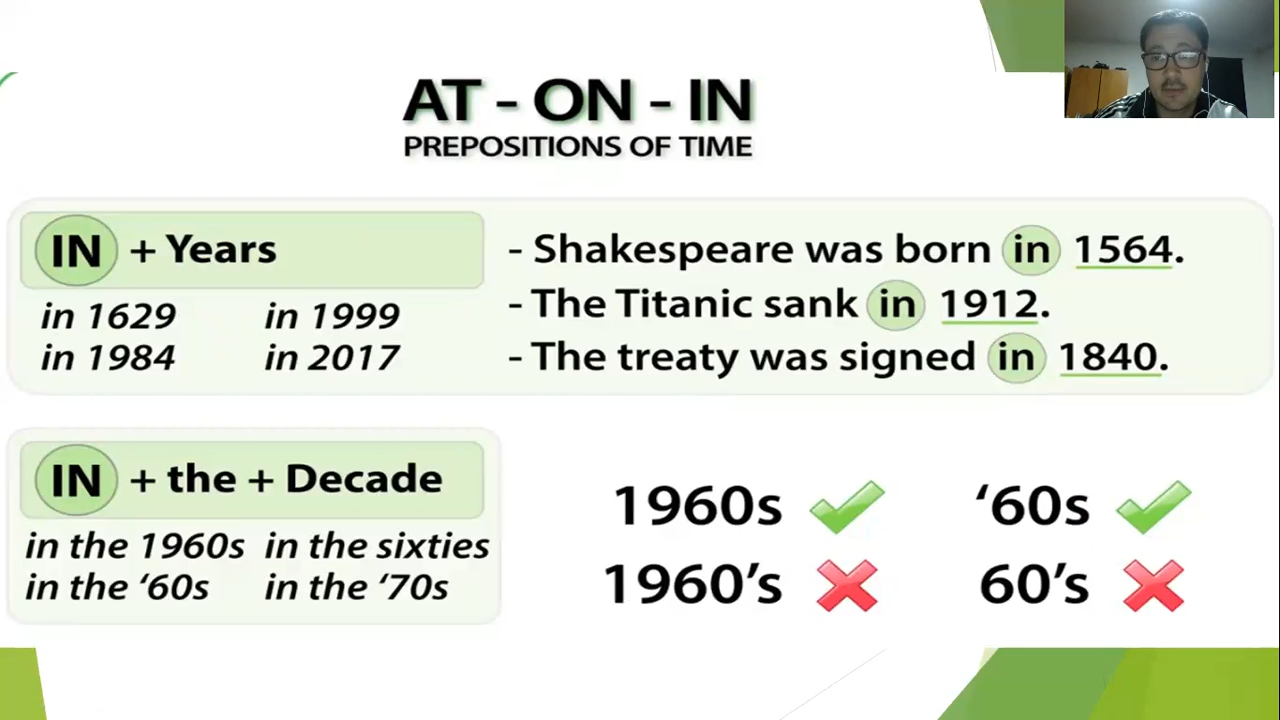 AT - ON - IN
PREPOSITIONS OF TIME
IN + Years
in 1629 in 1999
in 1984 in 2017
- Shakespeare was born in 1564.
- The Titanic sank in 1912.
- The treaty was signed in 1840.
IN + the + Decade
in the 1960s in the sixties
in the ‘60s in the ‘70s
1960s ‘60s
1960’s 60’s